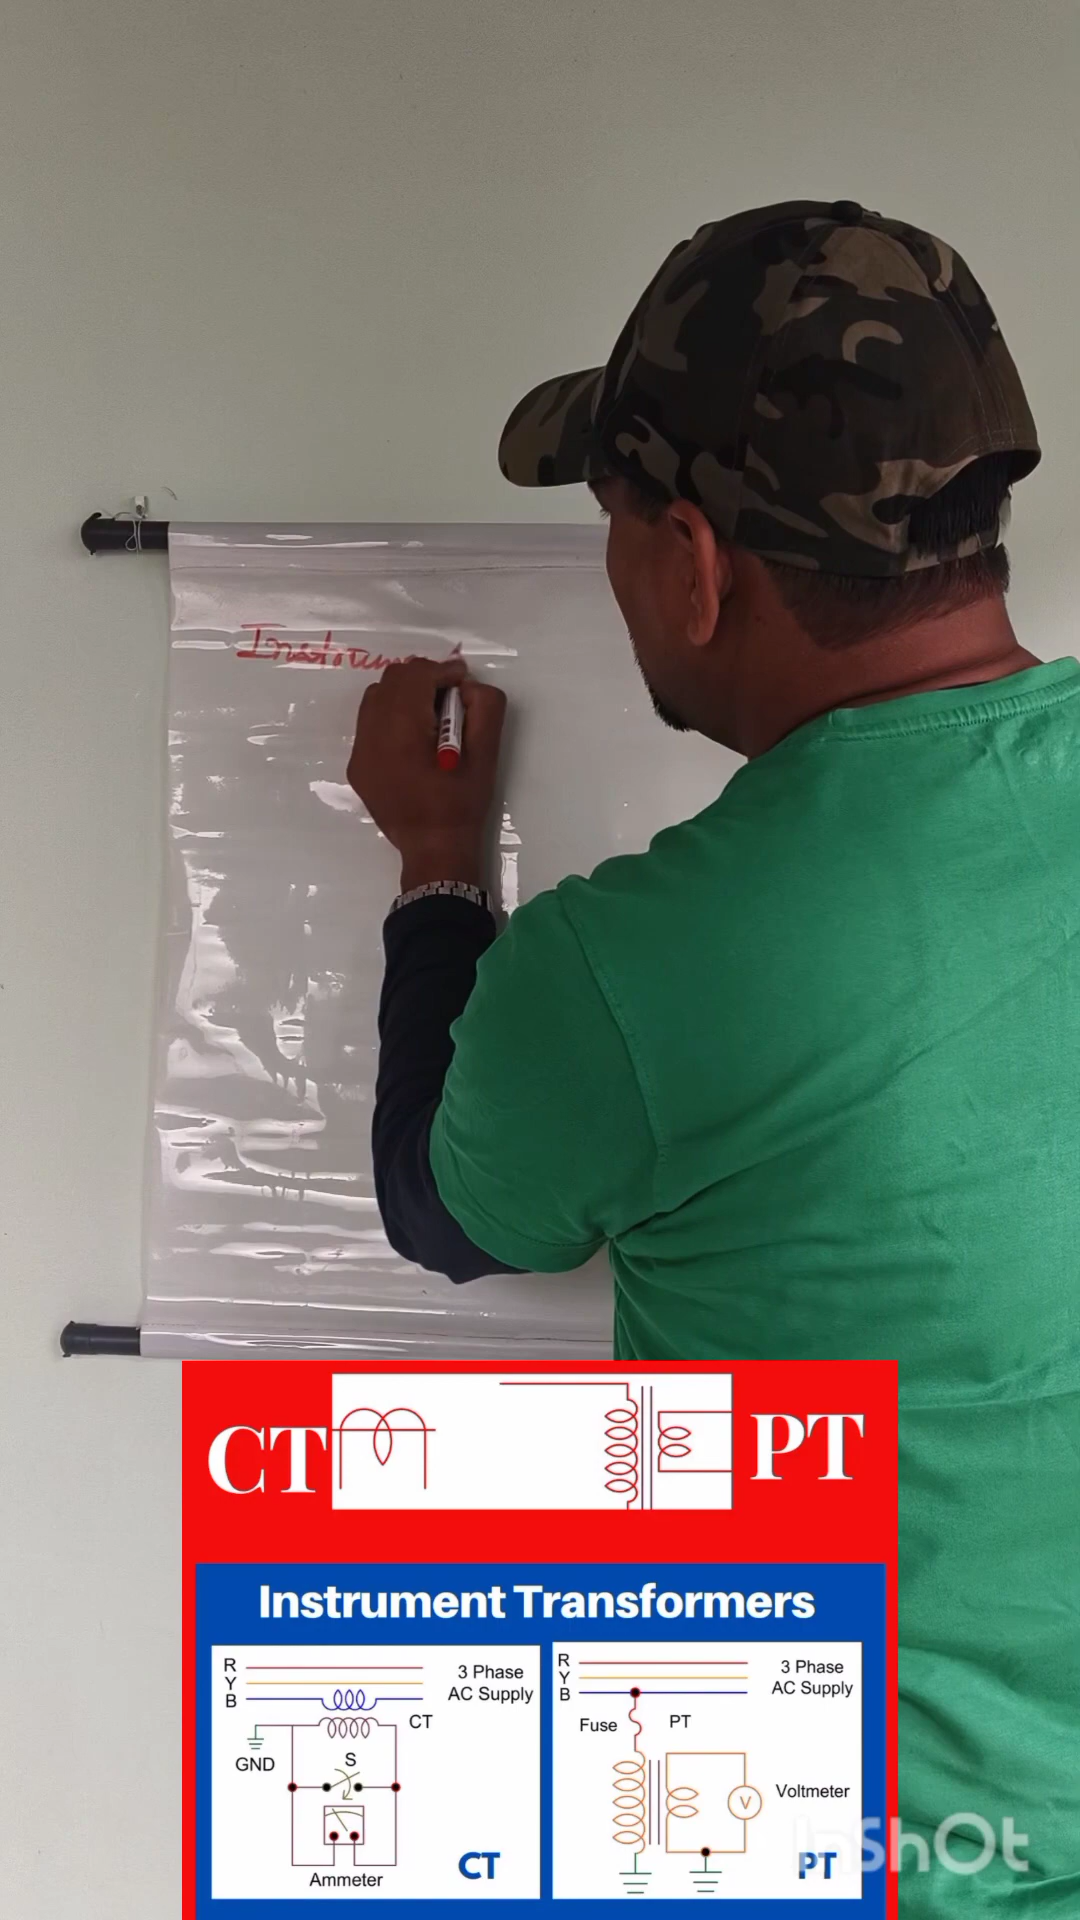 Instrument
CT
PT
Instrument Transformers
R
Y
B
3 Phase
AC Supply
CT
GND
S
Ammeter
CT
R
Y
B
3 Phase
AC Supply
Fuse
PT
Voltmeter
V
PT
InShOt